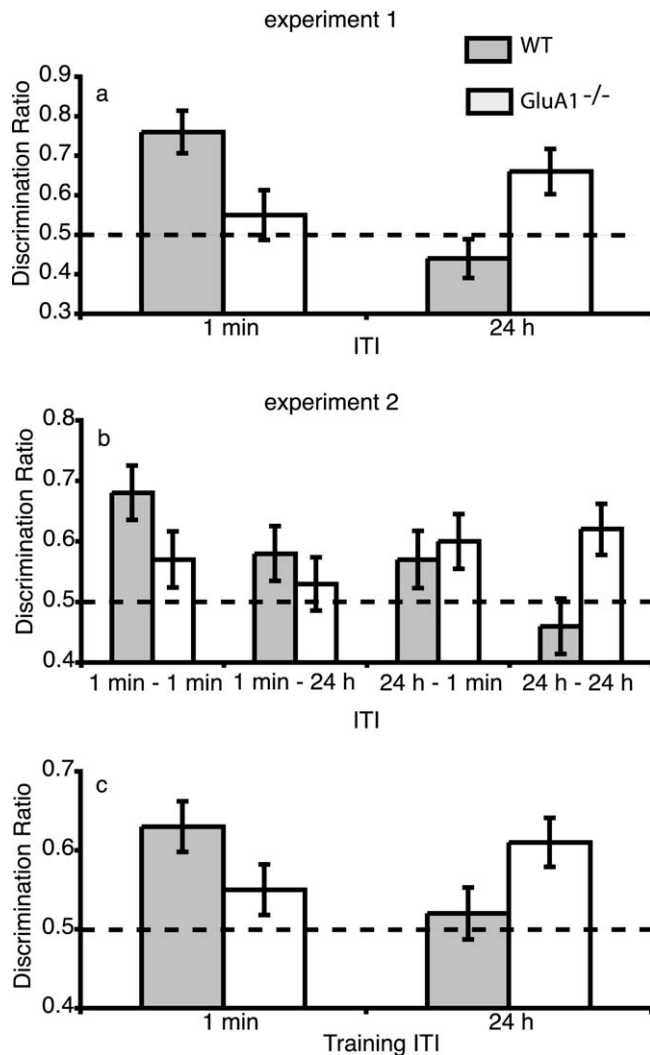 experiment 1
WT
GluA1 -/-
a
Discrimination Ratio
0.9
0.8
0.7
0.6
0.5
0.4
0.3
1 min 24 h
ITI
experiment 2
b
Discrimination Ratio
0.8
0.7
0.6
0.5
0.4
1 min - 1 min 1 min - 24 h 24 h - 1 min 24 h - 24 h
ITI
c
Discrimination Ratio
0.7
0.6
0.5
0.4
1 min 24 h
Training ITI